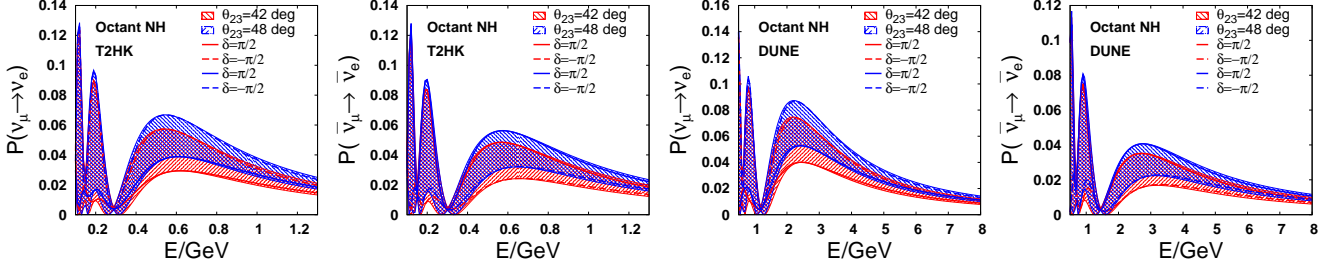 P(ν_μ → ν_e)
0.14
0.12
0.1
0.08
0.06
0.04
0.02
0
Octant NH
T2HK
θ23=42 deg
θ23=48 deg
δ=π/2
δ=−π/2
δ=π/2
δ=−π/2
0.2 0.4 0.6 0.8 1 1.2
E/GeV
P( ν̅_μ → ν̅_e)
0.14
0.12
0.1
0.08
0.06
0.04
0.02
0
Octant NH
T2HK
θ23=42 deg
θ23=48 deg
δ=π/2
δ=−π/2
δ=π/2
δ=−π/2
0.2 0.4 0.6 0.8 1 1.2
E/GeV
P(ν_μ → ν_e)
0.16
0.14
0.12
0.1
0.08
0.06
0.04
0.02
0
Octant NH
DUNE
θ23=42 deg
θ23=48 deg
δ=π/2
δ=−π/2
δ=π/2
δ=−π/2
1 2 3 4 5 6 7 8
E/GeV
P( ν̅_μ → ν̅_e)
0.12
0.1
0.08
0.06
0.04
0.02
0
Octant NH
DUNE
θ23=42 deg
θ23=48 deg
δ=π/2
δ=−π/2
δ=π/2
δ=−π/2
1 2 3 4 5 6 7 8
E/GeV